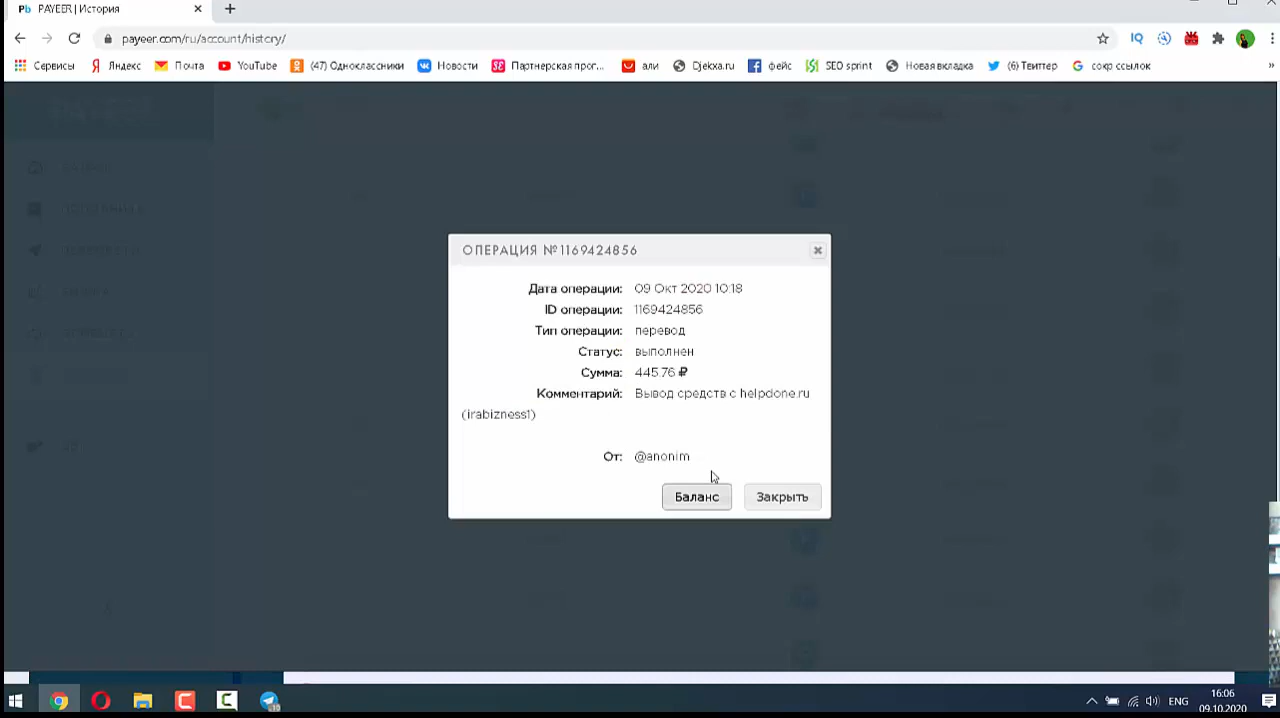 PAYEER | История
payeer.com/ru/account/history/
IQ
Сервисы Яндекс Почта YouTube (47) Одноклассники Новости Партнерская прог... али Djekxa.ru фейс SEO sprint Новая вкладка (6) Твиттер сокр ссылок »
PAYEER
ОПЕРАЦИЯ №1169424856
Дата операции: 09 Окт 2020 10:18
ID операции: 1169424856
Тип операции: перевод
Статус: выполнен
Сумма: 445.76 ₽
Комментарий: Вывод средств с helpdone.ru
(irabizness1)
От: @anonim
Баланс Закрыть
ENG
16:06
09.10.2020